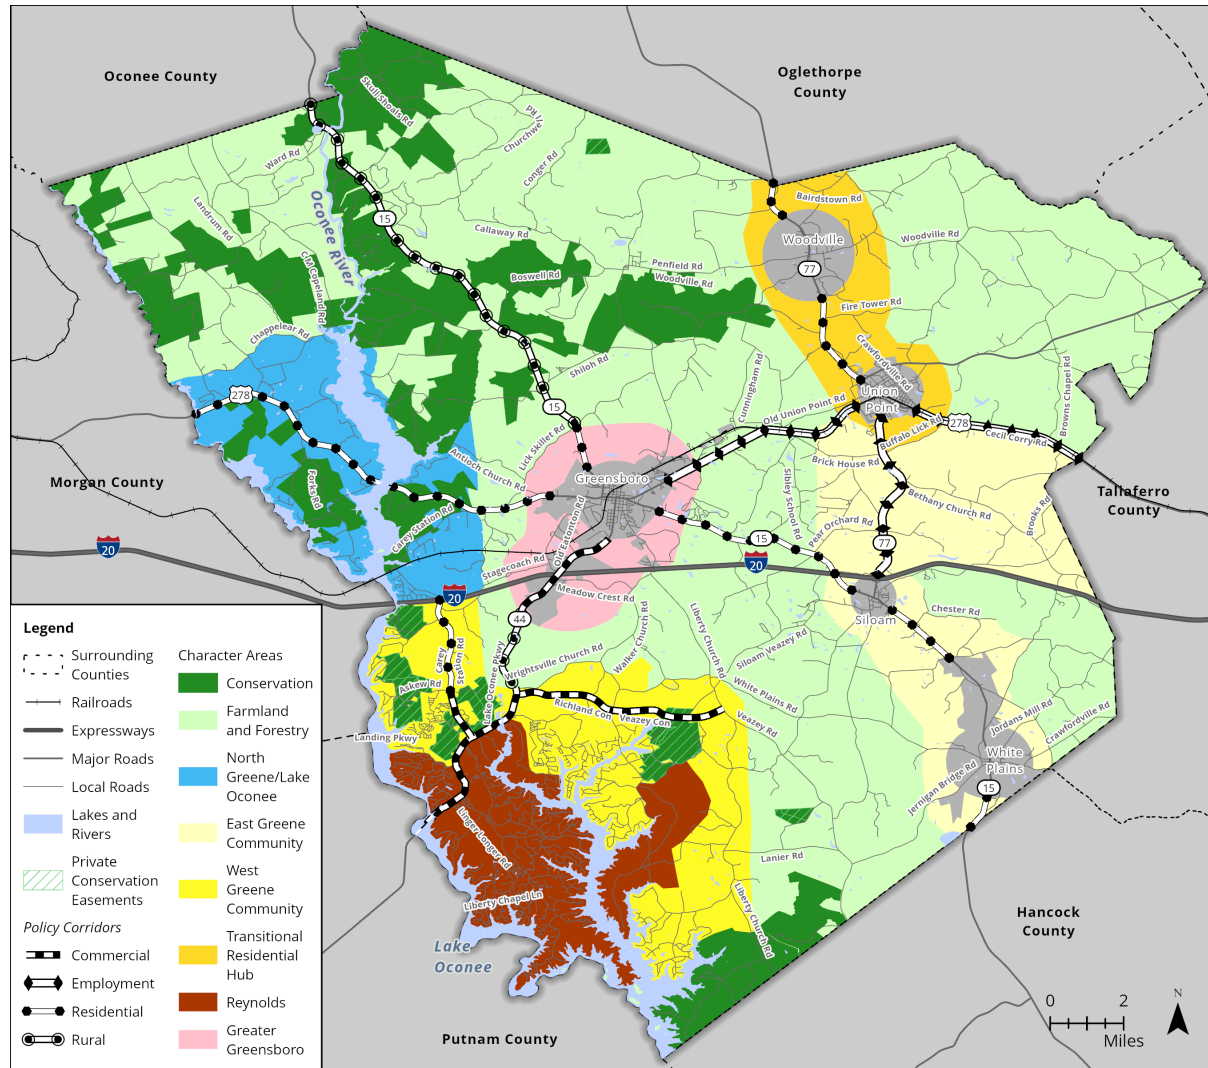 Oconee County
Oglethorpe
County
Skull Shoals Rd
Churchwell Rd
Ward Rd
Conger Rd
Bairdstown Rd
Landrum Rd
Oconee River
15
Callaway Rd
Woodville
Woodville Rd
C M Copeland Rd
Boswell Rd
Penfield Rd
Woodville Rd
77
Fire Tower Rd
Chappelear Rd
Crawfordville Rd
Shiloh Rd
Cunningham Rd
Browns Chapel Rd
278
15
Union
Point
Old Union Point Rd
Lick Skillet Rd
Buffalo Lick Rd
278
Cecil Corry Rd
Antioch Church Rd
Brick House Rd
Morgan County
Forks Rd
Greensboro
Sibley School Rd
Bethany Church Rd
Brooks Rd
Taliaferro
County
Carey Station Rd
Old Eatonton Rd
Pear Orchard Rd
15
77
20
Stagecoach Rd
20
20
Meadow Crest Rd
44
Siloam
Chester Rd
Liberty Church Rd
Walker Church Rd
Siloam Veazey Rd
Carey
Station Rd
Wrightsville Church Rd
Askew Rd
Lake Oconee Pkwy
White Plains Rd
Richland Con
Veazey Con
Veazey Rd
Jordans Mill Rd
Crawfordville Rd
Landing Pkwy
White
Plains
Jernigan Bridge Rd
15
Linger Longer Rd
Lanier Rd
Liberty Chapel Ln
Liberty Church Rd
Lake
Oconee
Hancock
County
Putnam County
Legend
Surrounding
Counties
Railroads
Expressways
Major Roads
Local Roads
Lakes and
Rivers
Private
Conservation
Easements
Policy Corridors
Commercial
Employment
Residential
Rural
Character Areas
Conservation
Farmland
and Forestry
North
Greene/Lake
Oconee
East Greene
Community
West
Greene
Community
Transitional
Residential
Hub
Reynolds
Greater
Greensboro
0 2
Miles
N